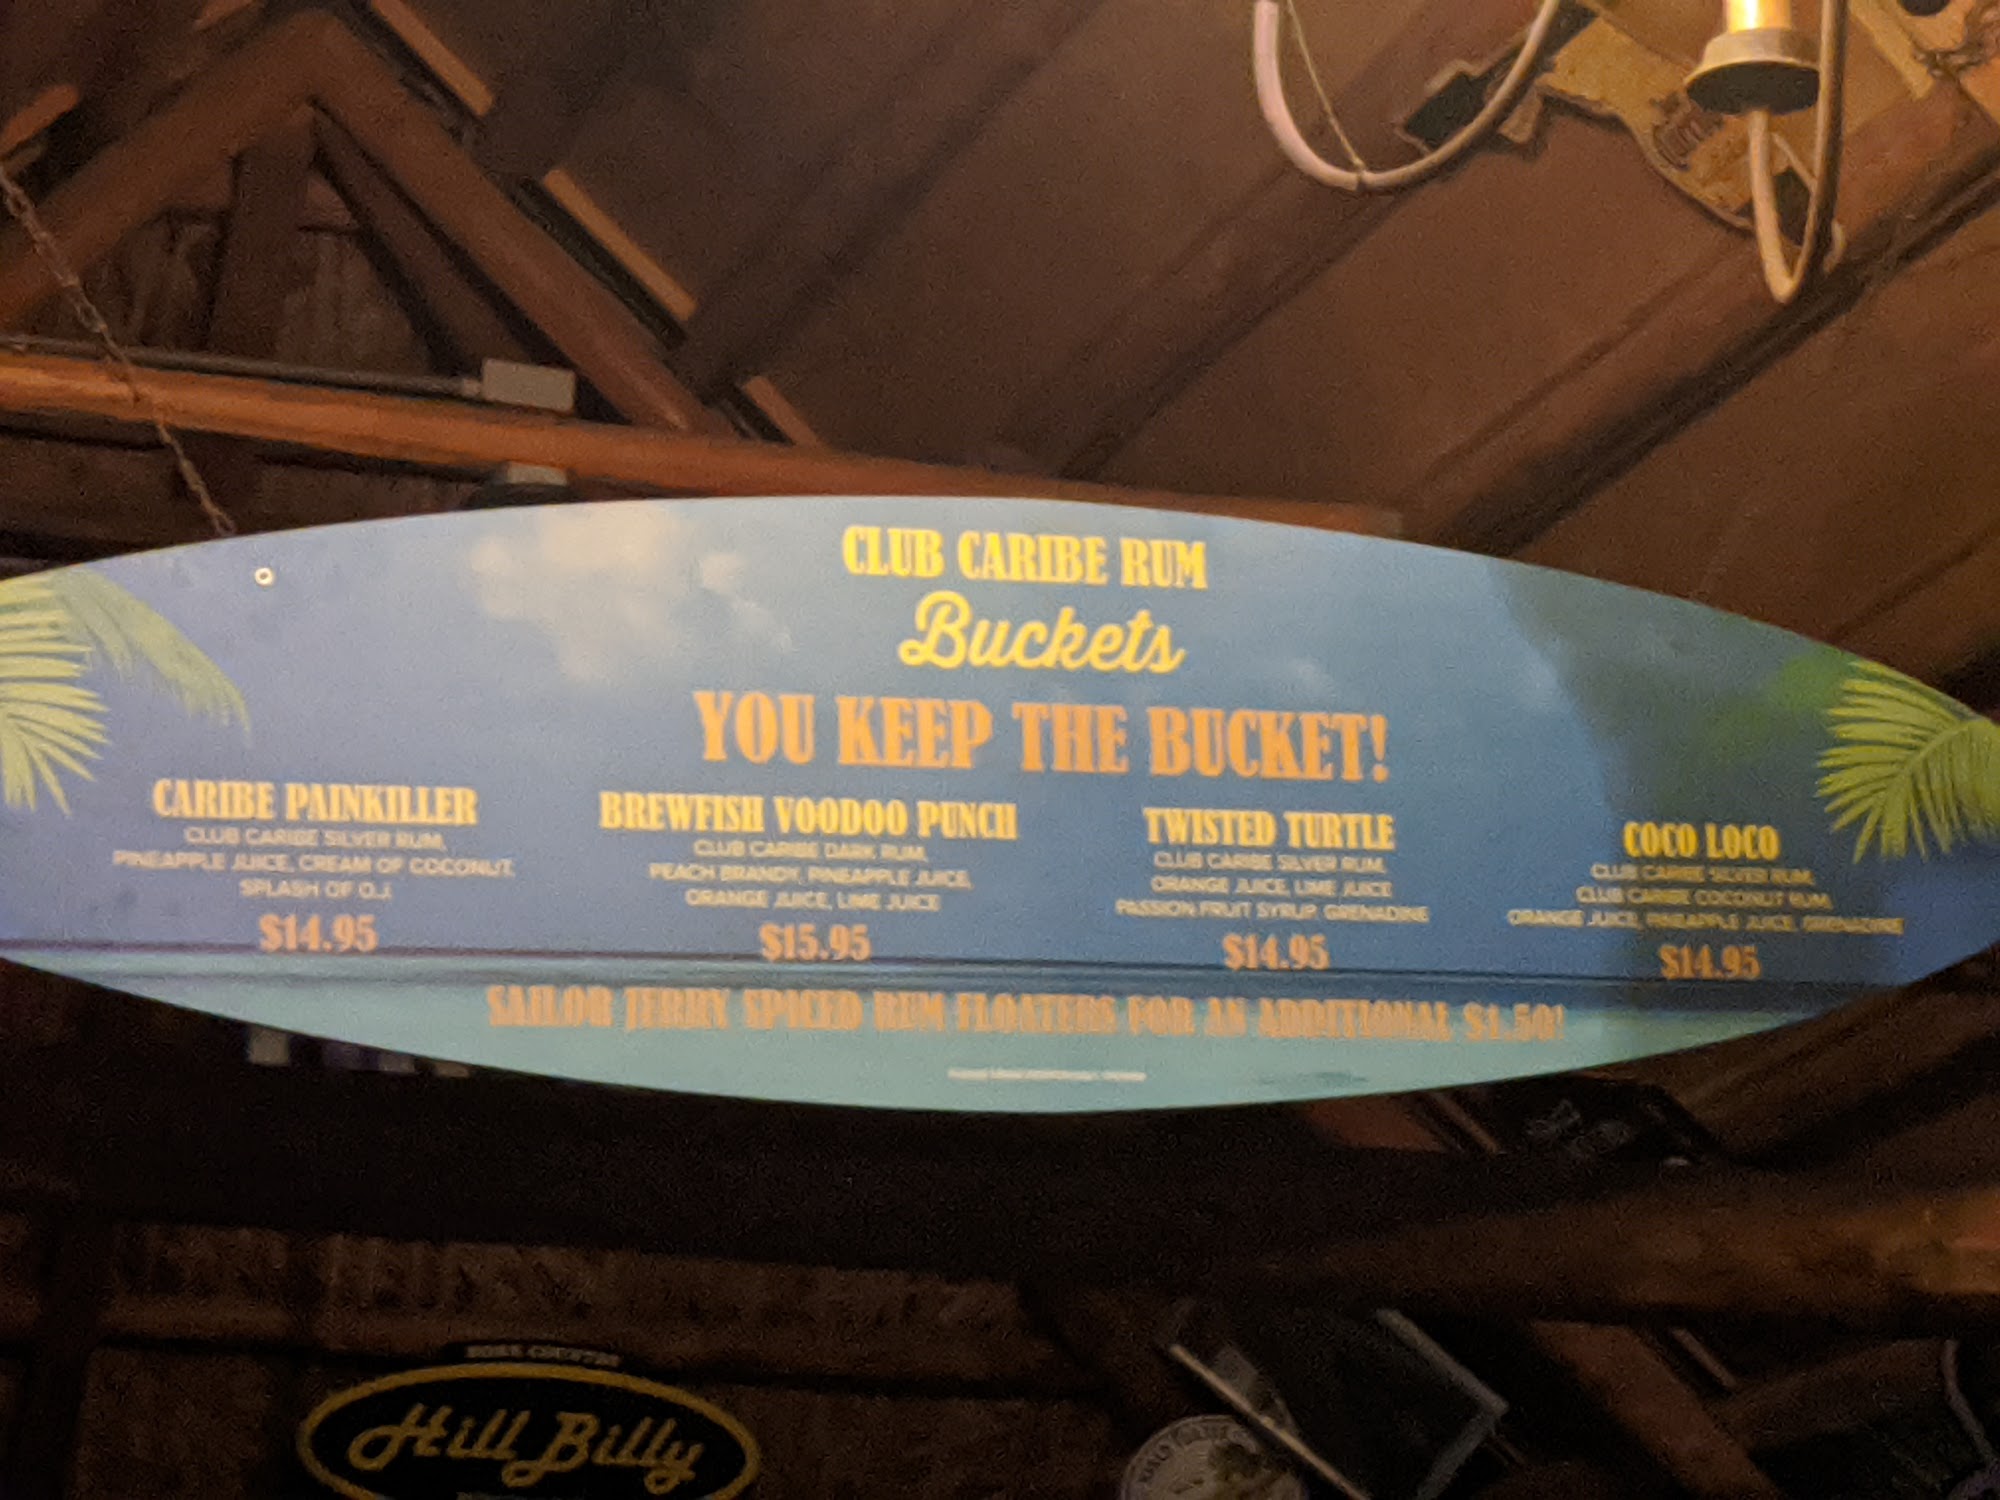 CLUB CARIBE RUM
Buckets
YOU KEEP THE BUCKET!
CARIBE PAINKILLER
CLUB CARIBE SILVER RUM,
PINEAPPLE JUICE, CREAM OF COCONUT,
SPLASH OF O.J.
$14.95
BREWFISH VOODOO PUNCH
CLUB CARIBE DARK RUM,
PEACH BRANDY, PINEAPPLE JUICE,
ORANGE JUICE, LIME JUICE
$15.95
TWISTED TURTLE
CLUB CARIBE SILVER RUM,
ORANGE JUICE, LIME JUICE
PASSION FRUIT SYRUP, GRENADINE
$14.95
COCO LOCO
CLUB CARIBE SILVER RUM,
CLUB CARIBE COCONUT RUM,
ORANGE JUICE, PINEAPPLE JUICE, GRENADINE
$14.95
SAILOR JERRY SPICED RUM FLOATERS FOR AN ADDITIONAL $1.50!
Hill Billy